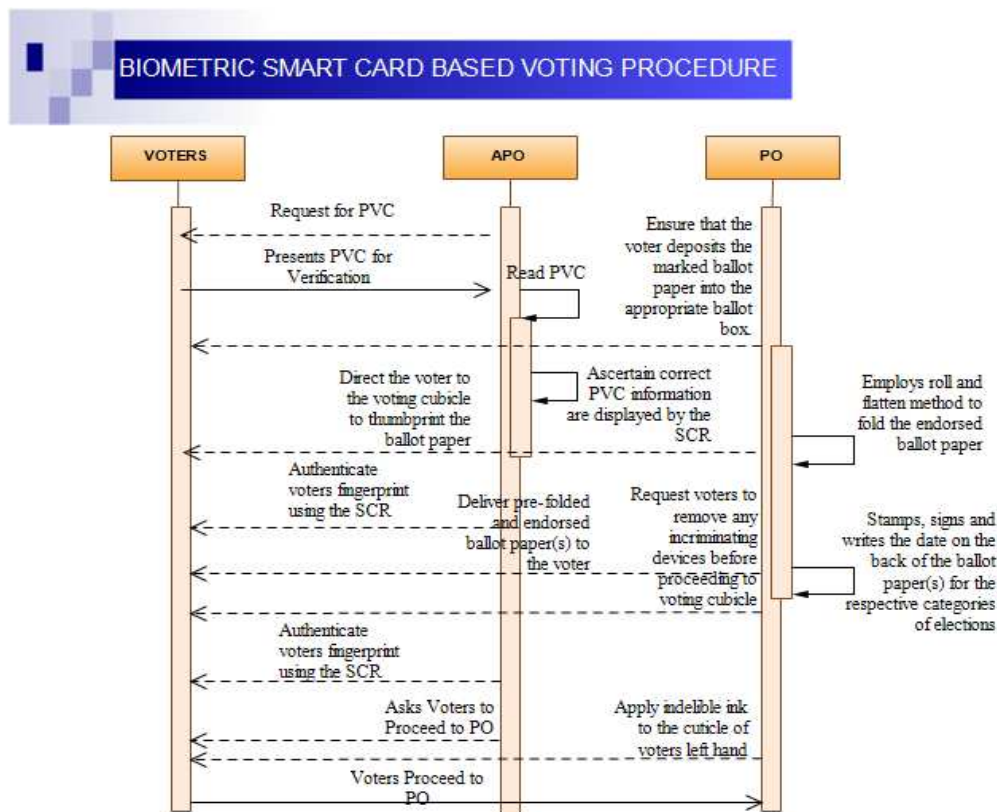 BIOMETRIC SMART CARD BASED VOTING PROCEDURE
VOTERS
APO
PO
Request for PVC
Presents PVC for
Verification
Read PVC
Ensure that the
voter deposits the
marked ballot
paper into the
appropriate ballot
box.
Direct the voter to
the voting cubicle
to thumbprint the
ballot paper
Ascertain correct
PVC information
are displayed by the
SCR
Employs roll and
flatten method to
fold the endorsed
ballot paper
Authenticate
voters fingerprint
using the SCR
Deliver pre-folded
and endorsed
ballot paper(s) to
the voter
Request voters to
remove any
incriminating
devices before
proceeding to
voting cubicle
Stamps, signs and
writes the date on the
back of the ballot
paper(s) for the
respective categories
of elections
Authenticate
voters fingerprint
using the SCR
Asks Voters to
Proceed to PO
Apply indelible ink
to the cuticle of
voters left hand
Voters Proceed to
PO